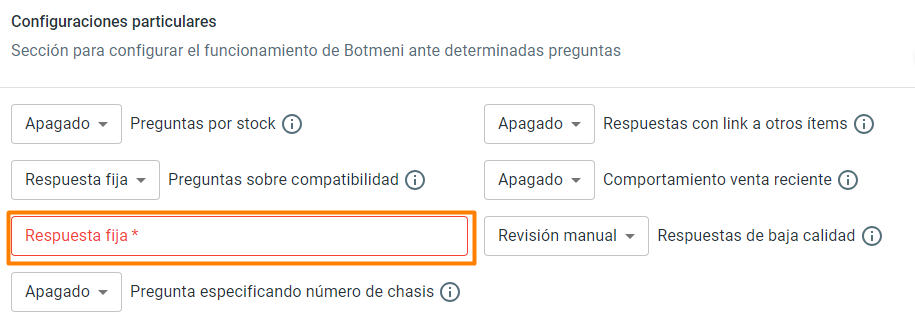 Configuraciones particulares
Sección para configurar el funcionamiento de Botmeni ante determinadas preguntas
Apagado Preguntas por stock
Apagado Respuestas con link a otros ítems
Respuesta fija Preguntas sobre compatibilidad
Apagado Comportamiento venta reciente
Respuesta fija *
Revisión manual Respuestas de baja calidad
Apagado Pregunta especificando número de chasis